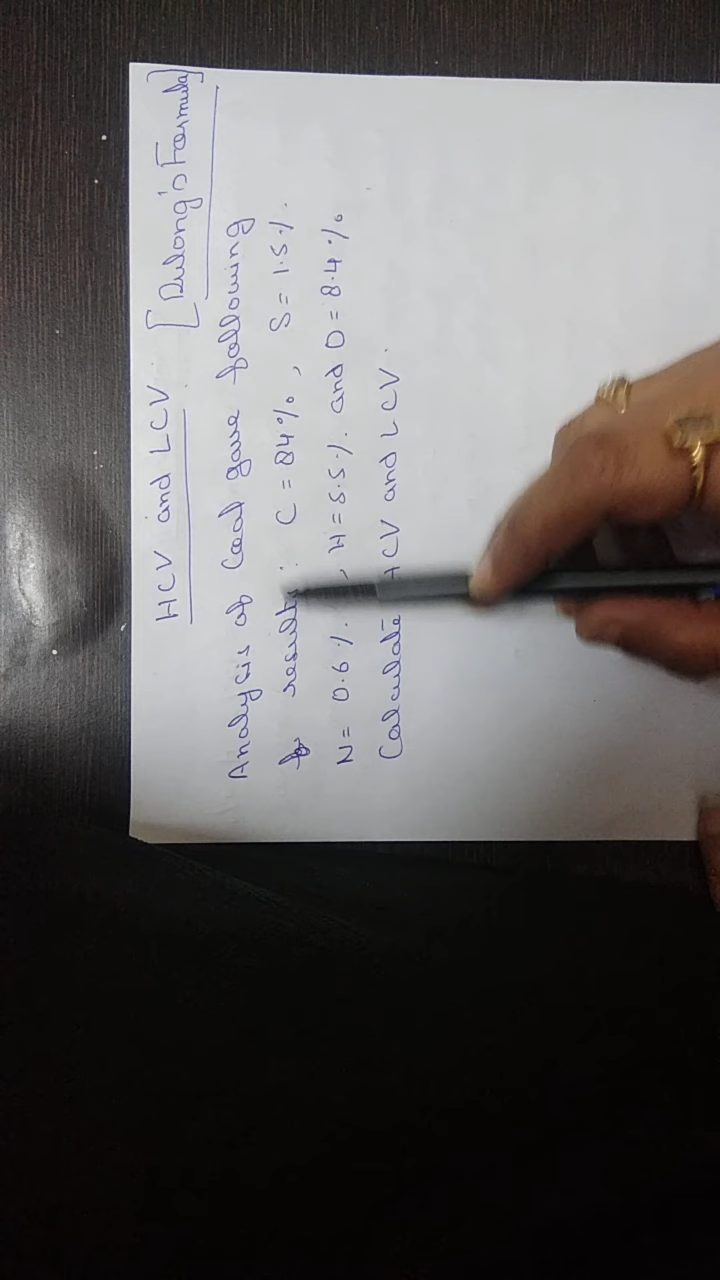 HCV and LCV. [Dulong's Formula]
Analysis of Coal gave following
results: C = 84%, S = 1.5%.
N = 0.6%, H = 5.5% and O = 8.4%
Calculate HCV and LCV.